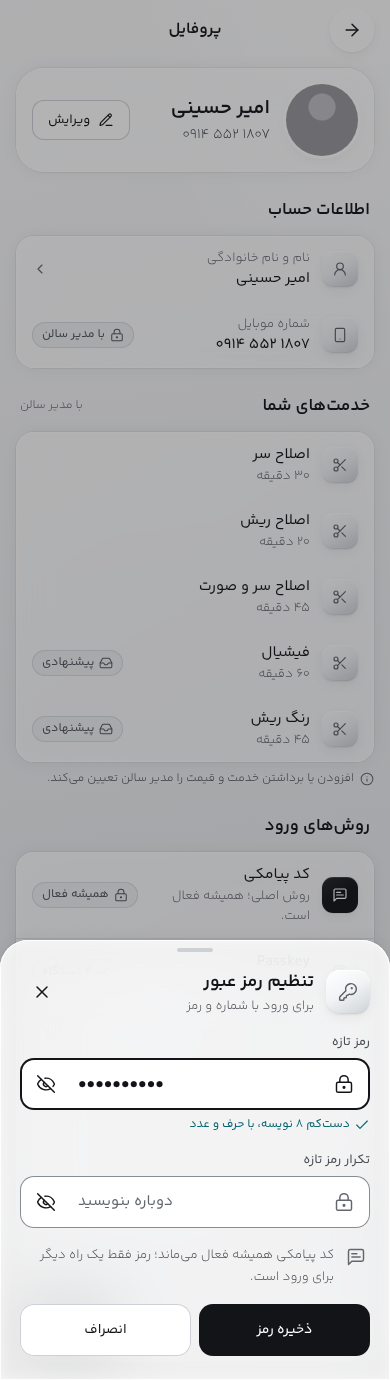 پروفایل
امیر حسینی
۰۹۱۴ ۵۵۲ ۱۸۰۷
ویرایش
اطلاعات حساب
نام و نام خانوادگی
امیر حسینی
شماره موبایل
۰۹۱۴ ۵۵۲ ۱۸۰۷
با مدیر سالن
خدمت‌های شما
با مدیر سالن
اصلاح سر
۳۰ دقیقه
اصلاح ریش
۲۰ دقیقه
اصلاح سر و صورت
۴۵ دقیقه
فیشیال
۶۰ دقیقه
پیشنهادی
رنگ ریش
۴۵ دقیقه
پیشنهادی
افزودن یا برداشتن خدمت و قیمت را مدیر سالن تعیین می‌کند.
روش‌های ورود
کد پیامکی
روش اصلی؛ همیشه فعال
است.
همیشه فعال
Passkey
تنظیم رمز عبور
برای ورود با شماره و رمز
رمز تازه
••••••••••
دست‌کم ۸ نویسه، با حرف و عدد
تکرار رمز تازه
دوباره بنویسید
کد پیامکی همیشه فعال می‌ماند؛ رمز فقط یک راه دیگر
برای ورود است.
ذخیره رمز
انصراف